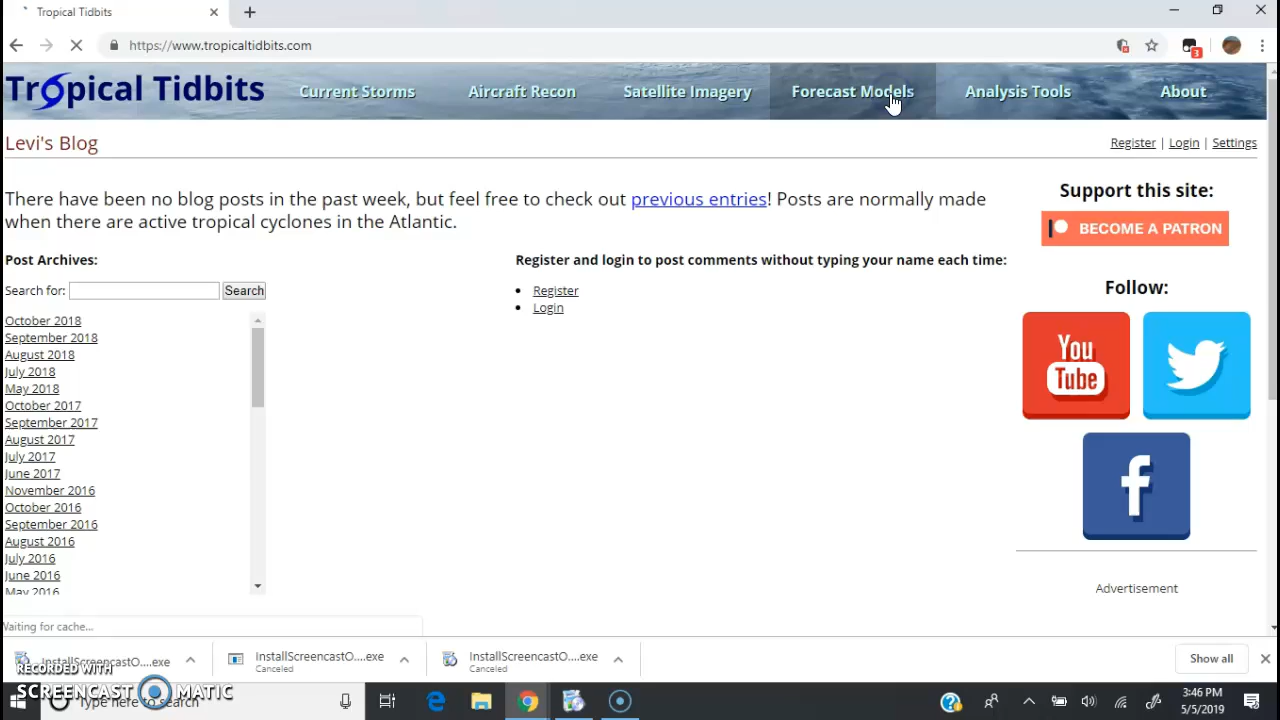 Tropical Tidbits
https://www.tropicaltidbits.com
3
Tropical Tidbits
Current Storms
Aircraft Recon
Satellite Imagery
Forecast Models
Analysis Tools
About
Levi's Blog
Register | Login | Settings
There have been no blog posts in the past week, but feel free to check out previous entries! Posts are normally made
when there are active tropical cyclones in the Atlantic.
Post Archives:
Search for:
Search
October 2018
September 2018
August 2018
July 2018
May 2018
October 2017
September 2017
August 2017
July 2017
June 2017
November 2016
October 2016
September 2016
August 2016
July 2016
June 2016
May 2016
Register and login to post comments without typing your name each time:
Register
Login
Support this site:
BECOME A PATRON
Follow:
You
Tube
f
Advertisement
Waiting for cache...
InstallScreencastO....exe
InstallScreencastO....exe
Canceled
InstallScreencastO....exe
Canceled
Show all
RECORDED WITH
SCREENCAST MATIC
Type here to search
3:46 PM
5/5/2019